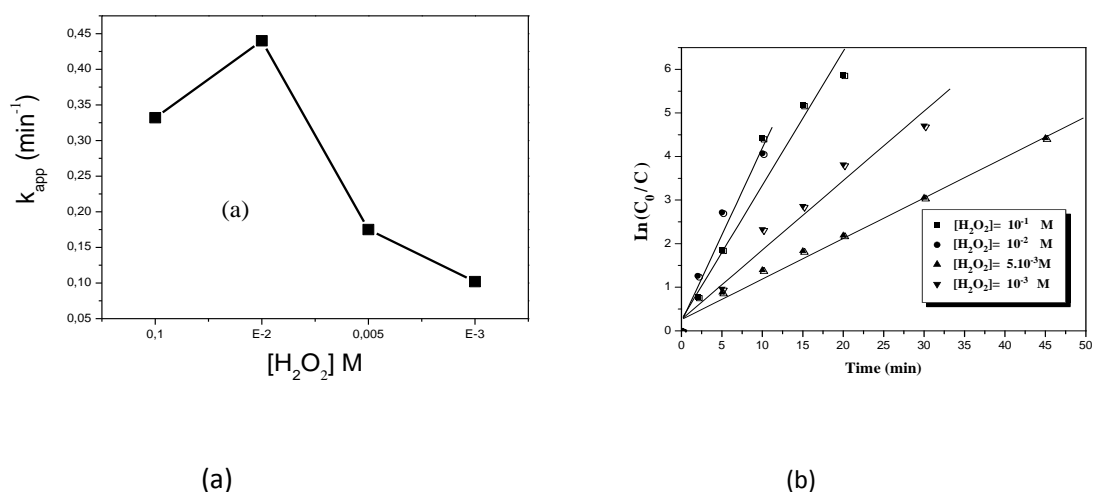 0,45
0,40
0,35
0,30
0,25
0,20
0,15
0,10
0,05
k_app (min⁻¹)
(a)
0,1 E-2 0,005 E-3
[H₂O₂] M
6
5
4
3
2
1
0
Ln(C₀/C)
[H₂O₂]= 10⁻¹ M
[H₂O₂]= 10⁻² M
[H₂O₂]= 5.10⁻³M
[H₂O₂]= 10⁻³ M
0 5 10 15 20 25 30 35 40 45 50
Time (min)
(a) (b)